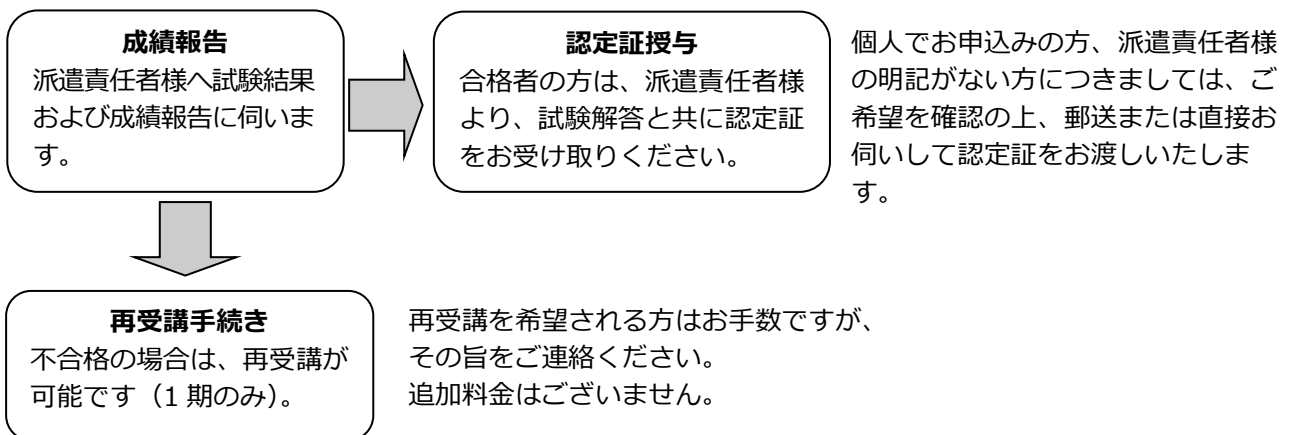 成績報告
派遣責任者様へ試験結果
および成績報告に伺いま
す。
認定証授与
合格者の方は、派遣責任者様
より、試験解答と共に認定証
をお受け取りください。
個人でお申込みの方、派遣責任者様
の明記がない方につきましては、ご
希望を確認の上、郵送または直接お
伺いして認定証をお渡しいたしま
す。
再受講手続き
不合格の場合は、再受講が
可能です（1 期のみ）。
再受講を希望される方はお手数ですが、
その旨をご連絡ください。
追加料金はございません。